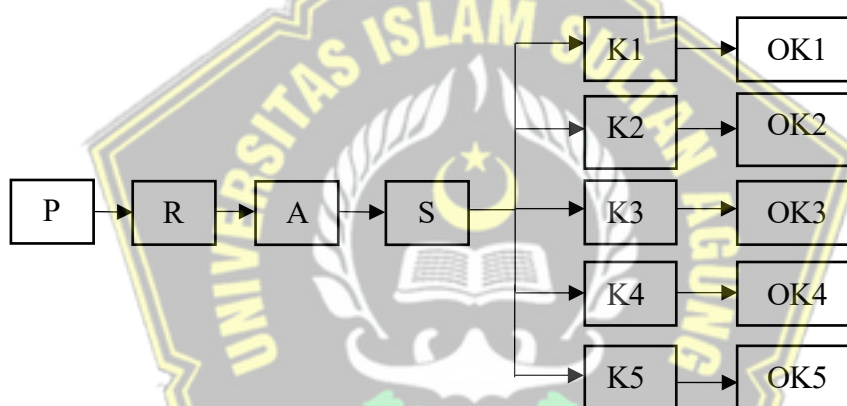 UNIVERSITAS ISLAM SULTAN AGUNG
K1 OK1
K2 OK2
P R A S K3 OK3
K4 OK4
K5 OK5